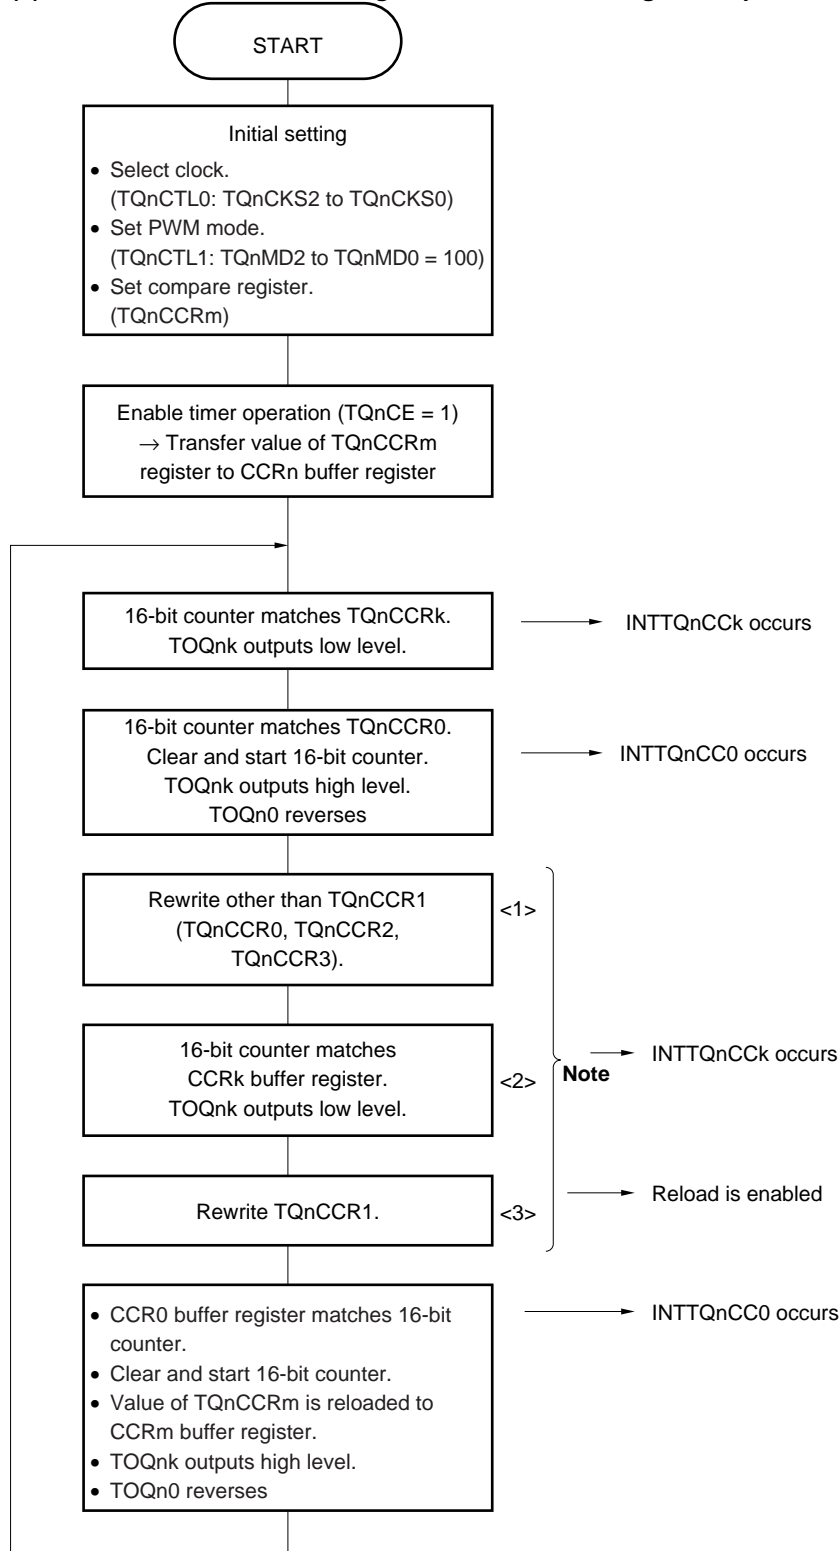 START
Initial setting
• Select clock.
(TQnCTL0: TQnCKS2 to TQnCKS0)
• Set PWM mode.
(TQnCTL1: TQnMD2 to TQnMD0 = 100)
• Set compare register.
(TQnCCRm)
Enable timer operation (TQnCE = 1)
→ Transfer value of TQnCCRm
register to CCRn buffer register
16-bit counter matches TQnCCRk.
TOQnk outputs low level.
INTTQnCCk occurs
16-bit counter matches TQnCCR0.
Clear and start 16-bit counter.
TOQnk outputs high level.
TOQn0 reverses
INTTQnCC0 occurs
Rewrite other than TQnCCR1
(TQnCCR0, TQnCCR2,
TQnCCR3).
<1>
16-bit counter matches
CCRk buffer register.
TOQnk outputs low level.
<2>
Note
INTTQnCCk occurs
Rewrite TQnCCR1.
<3>
Reload is enabled
• CCR0 buffer register matches 16-bit
counter.
• Clear and start 16-bit counter.
• Value of TQnCCRm is reloaded to
CCRm buffer register.
• TOQnk outputs high level.
• TOQn0 reverses
INTTQnCC0 occurs